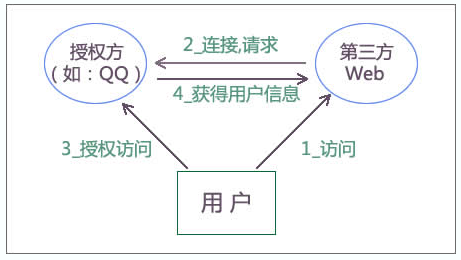 授权方
（如：QQ）
2_连接,请求
第三方
Web
4_获得用户信息
3_授权访问
1_访问
用 户